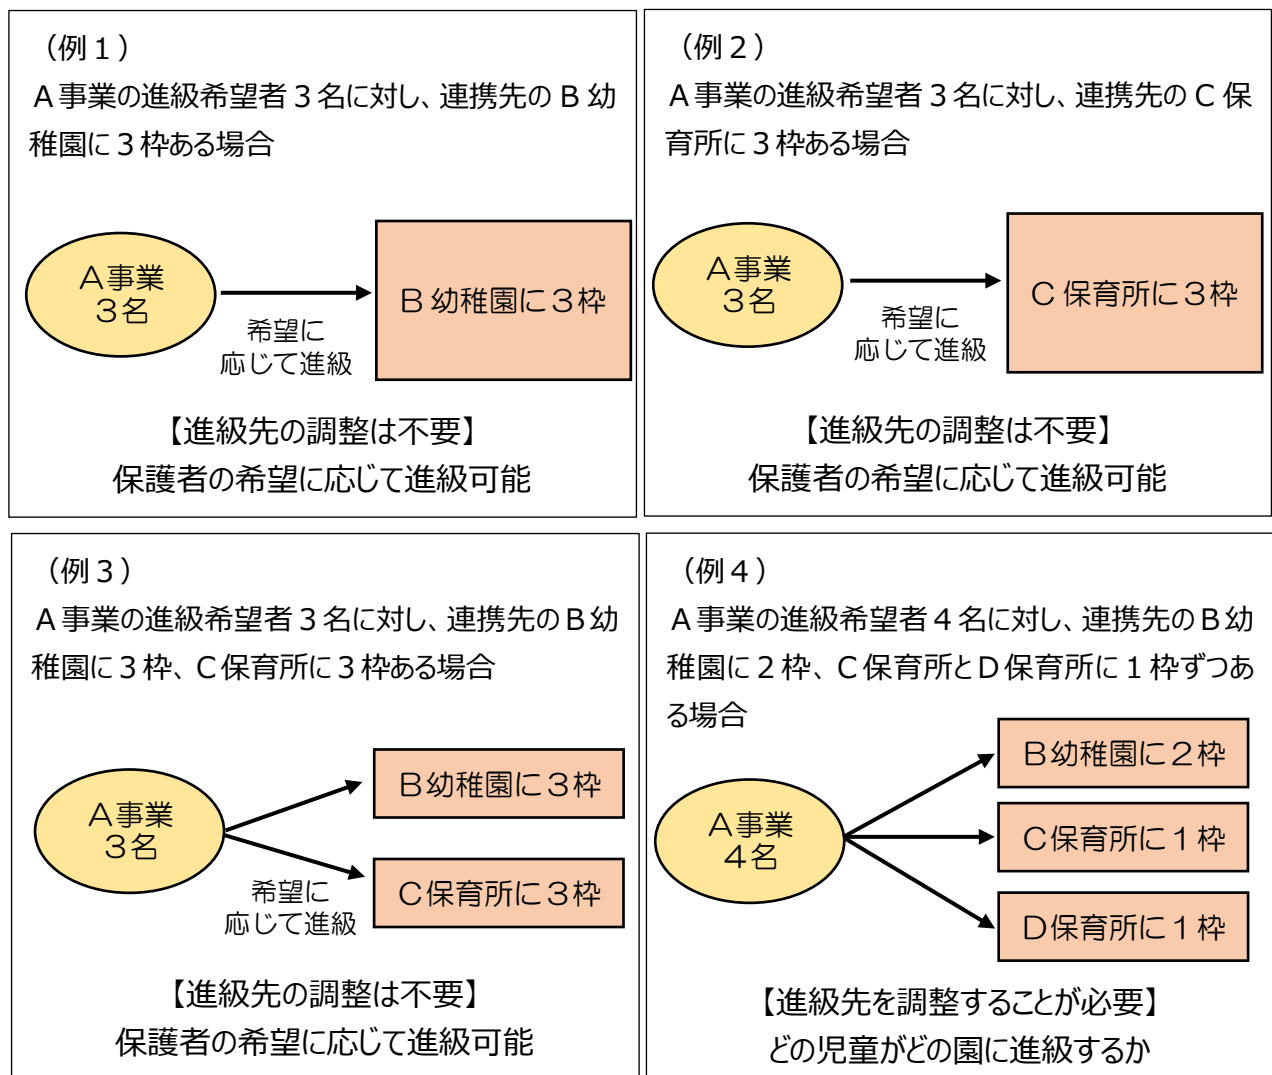 （例１）
Ａ事業の進級希望者３名に対し、連携先のＢ幼
稚園に３枠ある場合
Ａ事業
３名
希望に
応じて進級
Ｂ幼稚園に３枠
【進級先の調整は不要】
保護者の希望に応じて進級可能
（例２）
Ａ事業の進級希望者３名に対し、連携先のＣ保
育所に３枠ある場合
Ａ事業
３名
希望に
応じて進級
Ｃ保育所に３枠
【進級先の調整は不要】
保護者の希望に応じて進級可能
（例３）
Ａ事業の進級希望者３名に対し、連携先のＢ幼
稚園に３枠、Ｃ保育所に３枠ある場合
Ａ事業
３名
Ｂ幼稚園に３枠
Ｃ保育所に３枠
希望に
応じて進級
【進級先の調整は不要】
保護者の希望に応じて進級可能
（例４）
Ａ事業の進級希望者４名に対し、連携先のＢ幼
稚園に２枠、Ｃ保育所とＤ保育所に１枠ずつあ
る場合
Ａ事業
４名
Ｂ幼稚園に２枠
Ｃ保育所に１枠
Ｄ保育所に１枠
【進級先を調整することが必要】
どの児童がどの園に進級するか